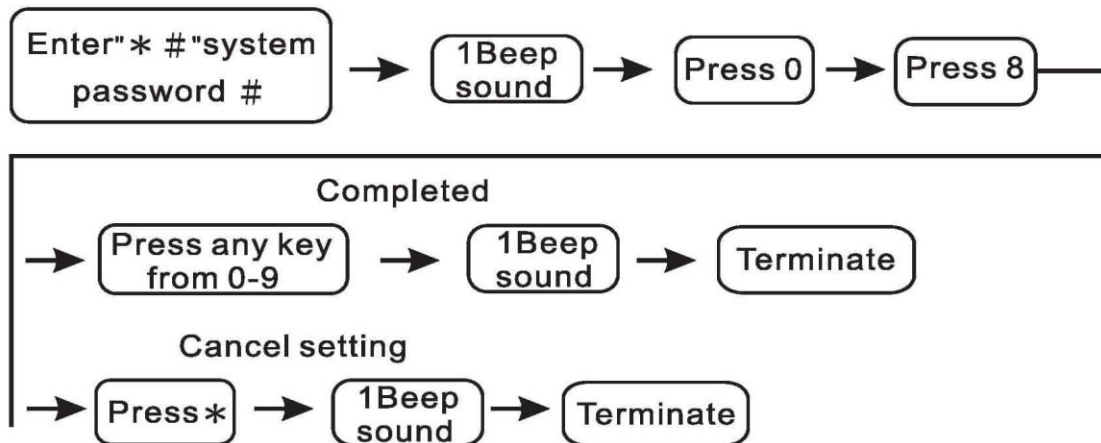 Enter"* #"system
password #
1Beep
sound
Press 0
Press 8
Completed
Press any key
from 0-9
1Beep
sound
Terminate
Cancel setting
Press*
1Beep
sound
Terminate